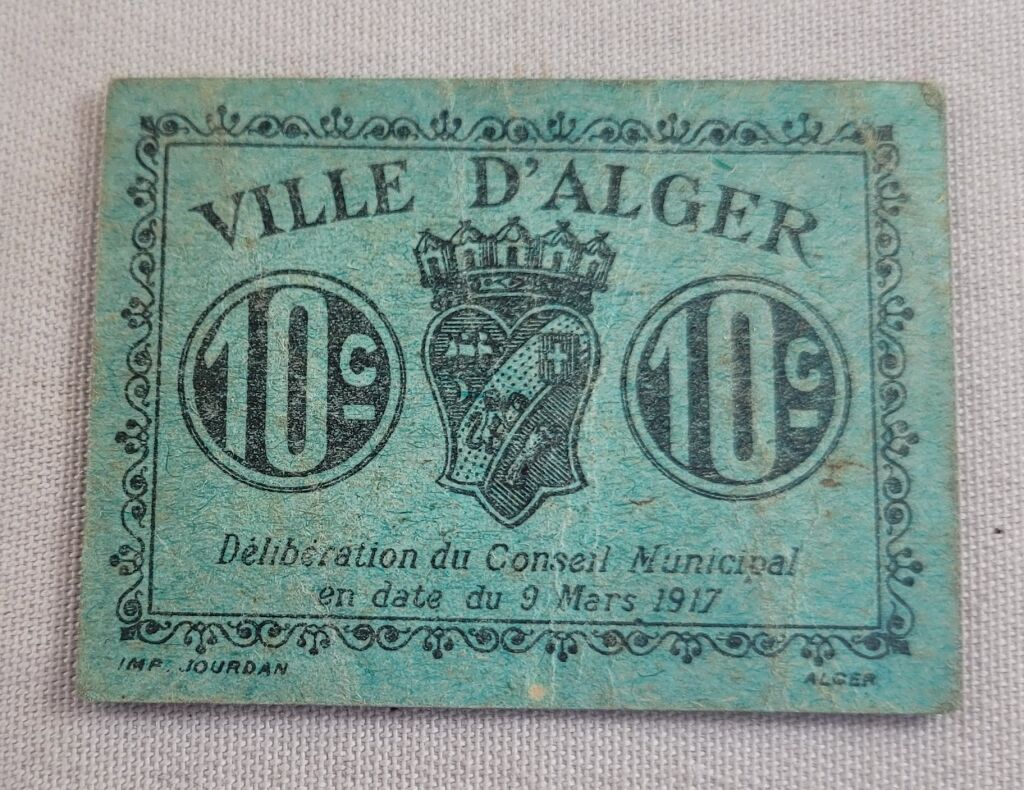 VILLE D'ALGER
10c
10c
Délibération du Conseil Municipal
en date du 9 Mars 1917
IMP. JOURDAN
ALGER